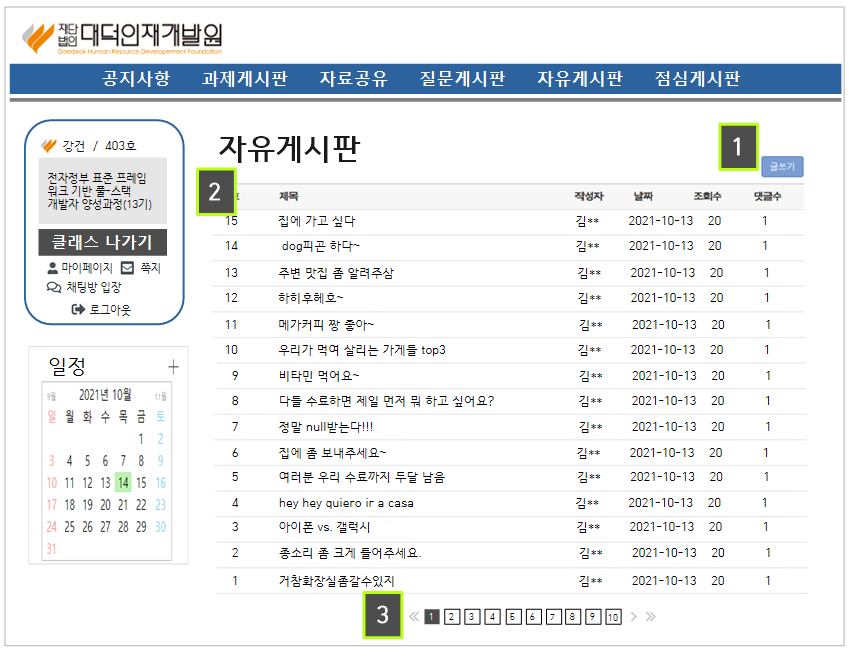 재단
법인 대덕인재개발원
Daedeck Human Resource Developement Foundation
공지사항 과제게시판 자료공유 질문게시판 자유게시판 점심게시판
강건 / 403호
전자정부 표준 프레임
워크 기반 풀-스택
개발자 양성과정(13기)
클래스 나가기
마이페이지 쪽지
채팅방 입장
로그아웃
일정 +
9월 2021년 10월 11월
일 월 화 수 목 금 토
1 2
3 4 5 6 7 8 9
10 11 12 13 14 15 16
17 18 19 20 21 22 23
24 25 26 27 28 29 30
31
자유게시판
1
글쓰기
2
제목 작성자 날짜 조회수 댓글수
15 집에 가고 싶다 김** 2021-10-13 20 1
14 dog피곤 하다~ 김** 2021-10-13 20 1
13 주변 맛집 좀 알려주삼 김** 2021-10-13 20 1
12 하히후헤호~ 김** 2021-10-13 20 1
11 메가커피 짱 좋아~ 김** 2021-10-13 20 1
10 우리가 먹여 살리는 가게들 top3 김** 2021-10-13 20 1
9 비타민 먹어요~ 김** 2021-10-13 20 1
8 다들 수료하면 제일 먼저 뭐 하고 싶어요? 김** 2021-10-13 20 1
7 정말 null받는다!!! 김** 2021-10-13 20 1
6 집에 좀 보내주세요~ 김** 2021-10-13 20 1
5 여러분 우리 수료까지 두달 남음 김** 2021-10-13 20 1
4 hey hey quiero ir a casa 김** 2021-10-13 20 1
3 아이폰 vs. 갤럭시 김** 2021-10-13 20 1
2 종소리 좀 크게 틀어주세요. 김** 2021-10-13 20 1
1 거참화장실좀갈수있지 김** 2021-10-13 20 1
3
« 1 2 3 4 5 6 7 8 9 10 > »